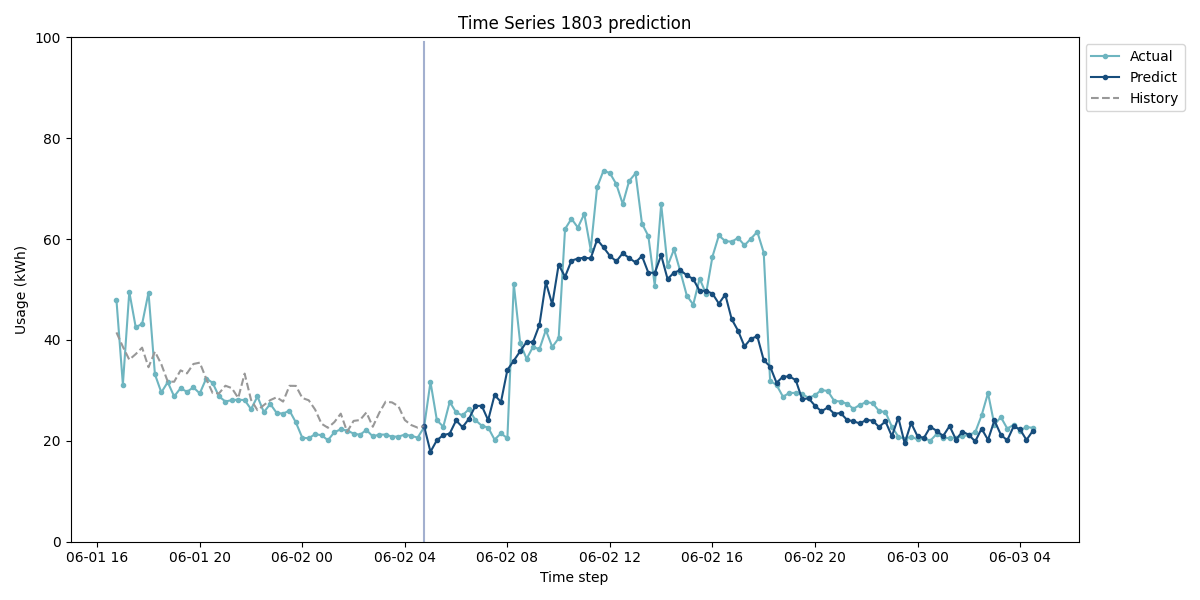 Time Series 1803 prediction
100
80
60
40
20
0
Usage (kWh)
06-01 16 06-01 20 06-02 00 06-02 04 06-02 08 06-02 12 06-02 16 06-02 20 06-03 00 06-03 04
Time step
Actual
Predict
History